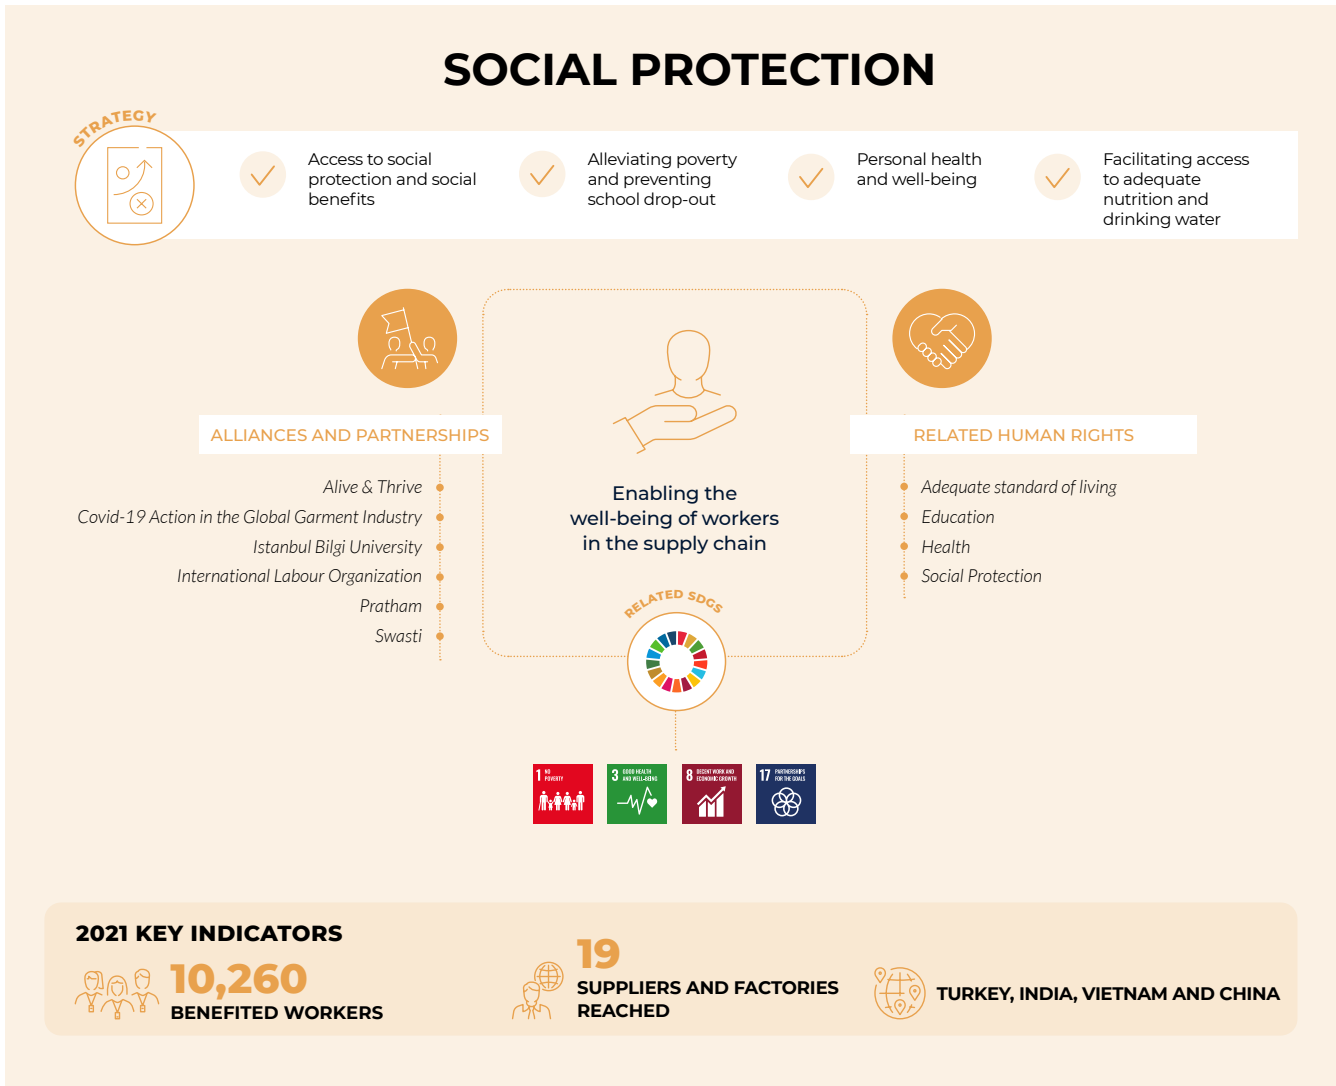 SOCIAL PROTECTION
STRATEGY
Access to social
protection and social
benefits
Alleviating poverty
and preventing
school drop-out
Personal health
and well-being
Facilitating access
to adequate
nutrition and
drinking water
ALLIANCES AND PARTNERSHIPS
Alive & Thrive
Covid-19 Action in the Global Garment Industry
Istanbul Bilgi University
International Labour Organization
Pratham
Swasti
Enabling the
well-being of workers
in the supply chain
RELATED HUMAN RIGHTS
Adequate standard of living
Education
Health
Social Protection
RELATED SDGS
1 NO
POVERTY
3 GOOD HEALTH
AND WELL-BEING
8 DECENT WORK AND
ECONOMIC GROWTH
17 PARTNERSHIPS
FOR THE GOALS
2021 KEY INDICATORS
10,260
BENEFITED WORKERS
19
SUPPLIERS AND FACTORIES
REACHED
TURKEY, INDIA, VIETNAM AND CHINA